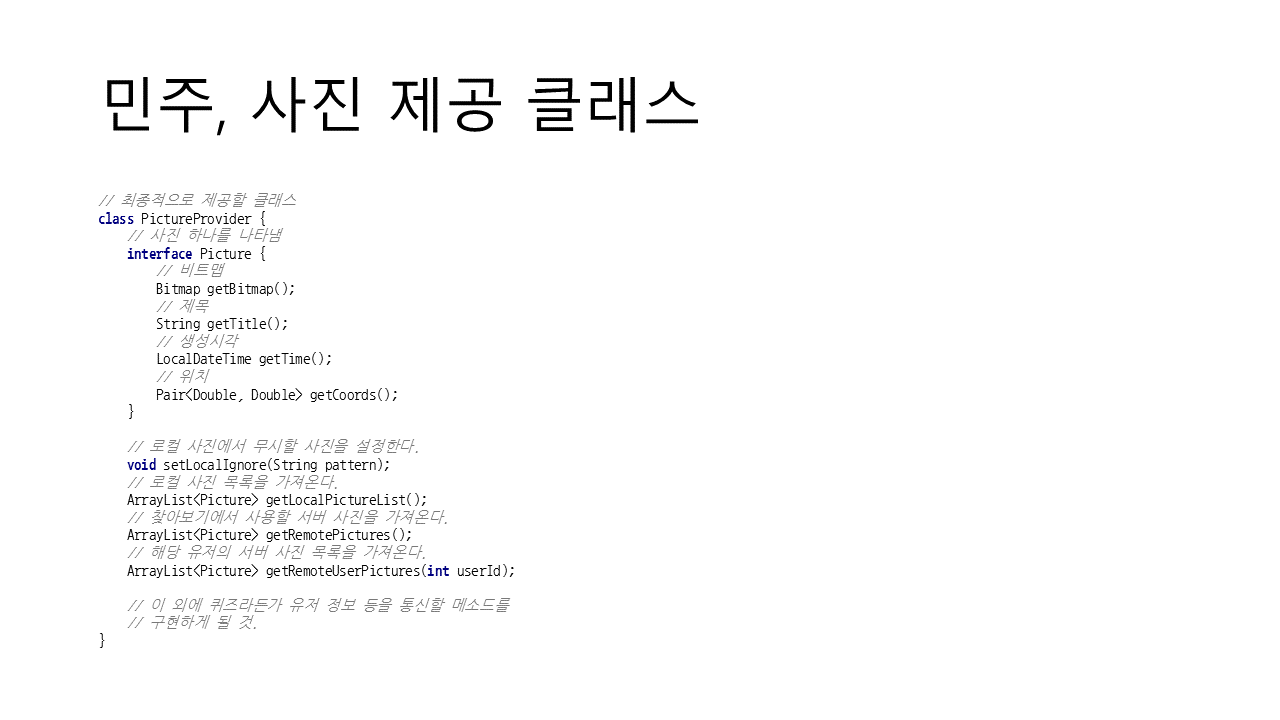 민주, 사진 제공 클래스
// 최종적으로 제공할 클래스
class PictureProvider {
    // 사진 하나를 나타냄
    interface Picture {
        // 비트맵
        Bitmap getBitmap();
        // 제목
        String getTitle();
        // 생성시각
        LocalDateTime getTime();
        // 위치
        Pair<Double, Double> getCoords();
    }

    // 로컬 사진에서 무시할 사진을 설정한다.
    void setLocalIgnore(String pattern);
    // 로컬 사진 목록을 가져온다.
    ArrayList<Picture> getLocalPictureList();
    // 찾아보기에서 사용할 서버 사진을 가져온다.
    ArrayList<Picture> getRemotePictures();
    // 해당 유저의 서버 사진 목록을 가져온다.
    ArrayList<Picture> getRemoteUserPictures(int userId);

    // 이 외에 퀴즈라든가 유저 정보 등을 통신할 메소드를
    // 구현하게 될 것.
}